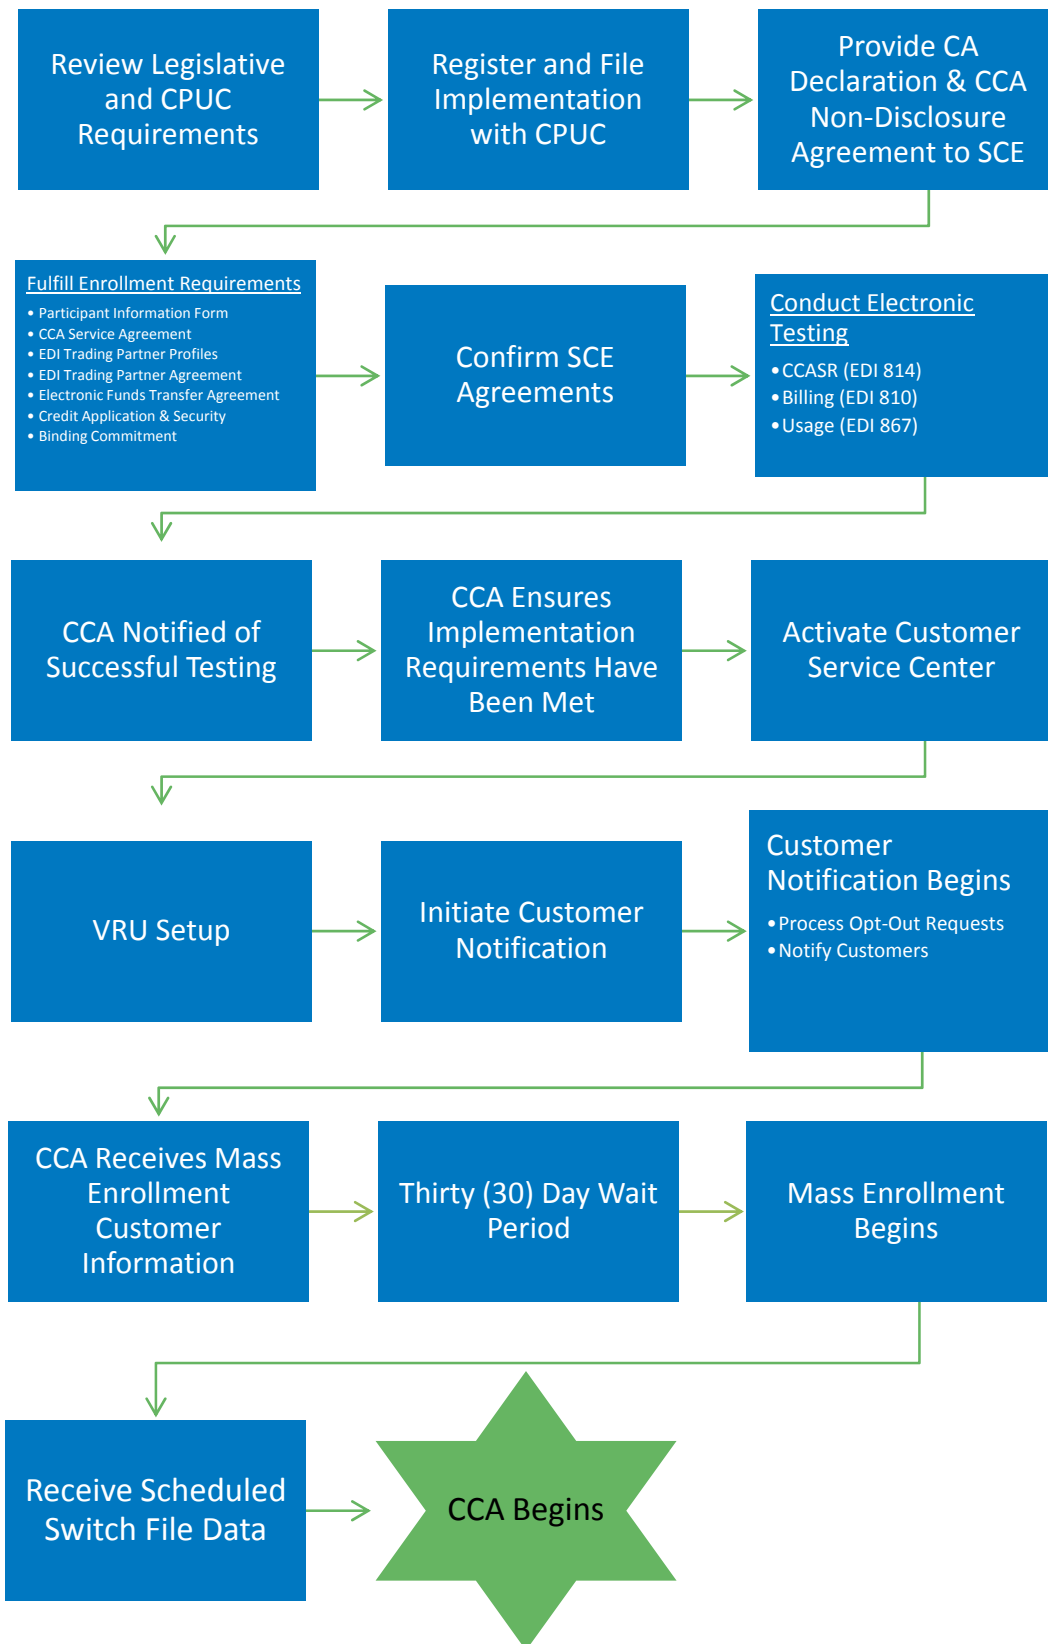 Review Legislative
and CPUC
Requirements
Register and File
Implementation
with CPUC
Provide CA
Declaration & CCA
Non-Disclosure
Agreement to SCE
Fulfill Enrollment Requirements
• Participant Information Form
• CCA Service Agreement
• EDI Trading Partner Profiles
• EDI Trading Partner Agreement
• Electronic Funds Transfer Agreement
• Credit Application & Security
• Binding Commitment
Confirm SCE
Agreements
Conduct Electronic
Testing
•CCASR (EDI 814)
•Billing (EDI 810)
•Usage (EDI 867)
CCA Notified of
Successful Testing
CCA Ensures
Implementation
Requirements Have
Been Met
Activate Customer
Service Center
VRU Setup
Initiate Customer
Notification
Customer
Notification Begins
•Process Opt-Out Requests
•Notify Customers
CCA Receives Mass
Enrollment
Customer
Information
Thirty (30) Day Wait
Period
Mass Enrollment
Begins
Receive Scheduled
Switch File Data
CCA Begins